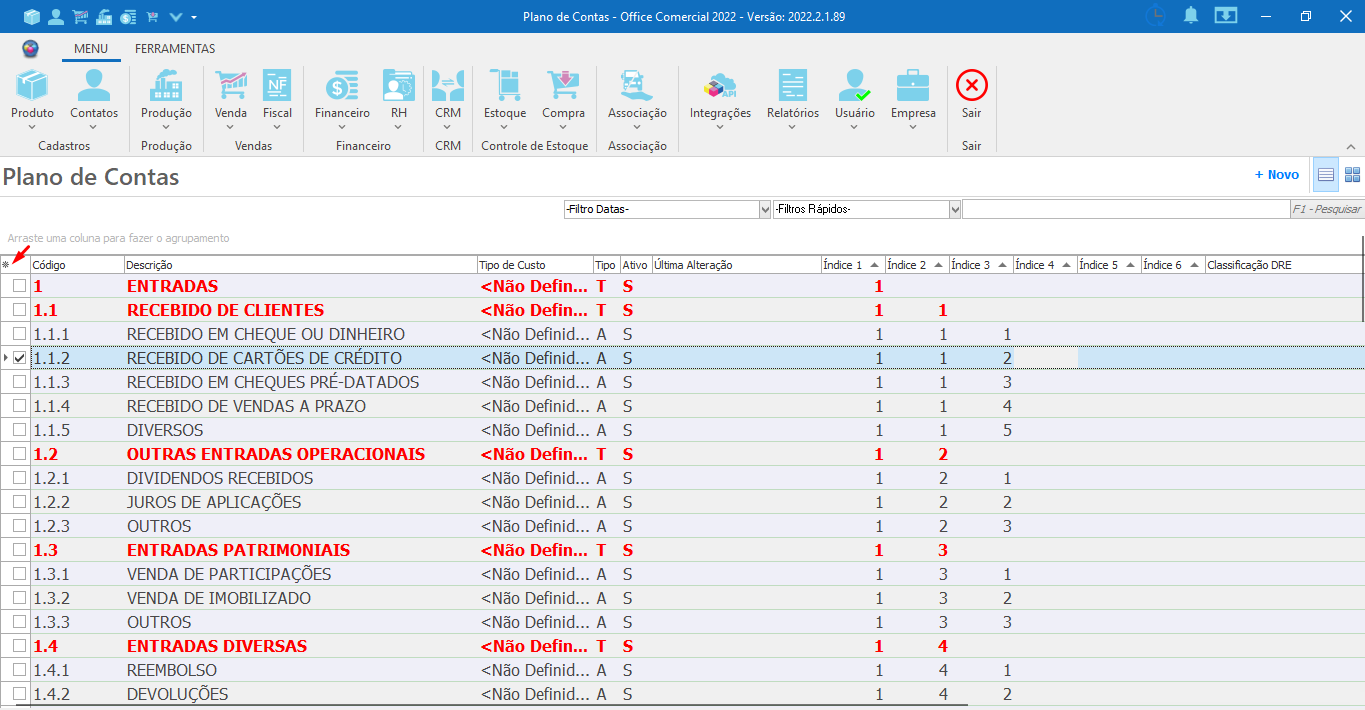 Plano de Contas - Office Comercial 2022 - Versão: 2022.2.1.89
MENU FERRAMENTAS
NF API
Produto Contatos Produção Venda Fiscal Financeiro RH CRM Estoque Compra Associação Integrações Relatórios Usuário Empresa Sair
Cadastros Produção Vendas Financeiro CRM Controle de Estoque Associação Sair
Plano de Contas + Novo
-Filtro Datas- -Filtros Rápidos- F1 - Pesquisar
Arraste uma coluna para fazer o agrupamento
Código Descrição Tipo de Custo Tipo Ativo Última Alteração Índice 1 Índice 2 Índice 3 Índice 4 Índice 5 Índice 6 Classificação DRE
1 ENTRADAS <Não Defin... T S 1
1.1 RECEBIDO DE CLIENTES <Não Defin... T S 1 1
1.1.1 RECEBIDO EM CHEQUE OU DINHEIRO <Não Definid... A S 1 1 1
1.1.2 RECEBIDO DE CARTÕES DE CRÉDITO <Não Definid... A S 1 1 2
1.1.3 RECEBIDO EM CHEQUES PRÉ-DATADOS <Não Definid... A S 1 1 3
1.1.4 RECEBIDO DE VENDAS A PRAZO <Não Definid... A S 1 1 4
1.1.5 DIVERSOS <Não Definid... A S 1 1 5
1.2 OUTRAS ENTRADAS OPERACIONAIS <Não Defin... T S 1 2
1.2.1 DIVIDENDOS RECEBIDOS <Não Definid... A S 1 2 1
1.2.2 JUROS DE APLICAÇÕES <Não Definid... A S 1 2 2
1.2.3 OUTROS <Não Definid... A S 1 2 3
1.3 ENTRADAS PATRIMONIAIS <Não Defin... T S 1 3
1.3.1 VENDA DE PARTICIPAÇÕES <Não Definid... A S 1 3 1
1.3.2 VENDA DE IMOBILIZADO <Não Definid... A S 1 3 2
1.3.3 OUTROS <Não Definid... A S 1 3 3
1.4 ENTRADAS DIVERSAS <Não Defin... T S 1 4
1.4.1 REEMBOLSO <Não Definid... A S 1 4 1
1.4.2 DEVOLUÇÕES <Não Definid... A S 1 4 2